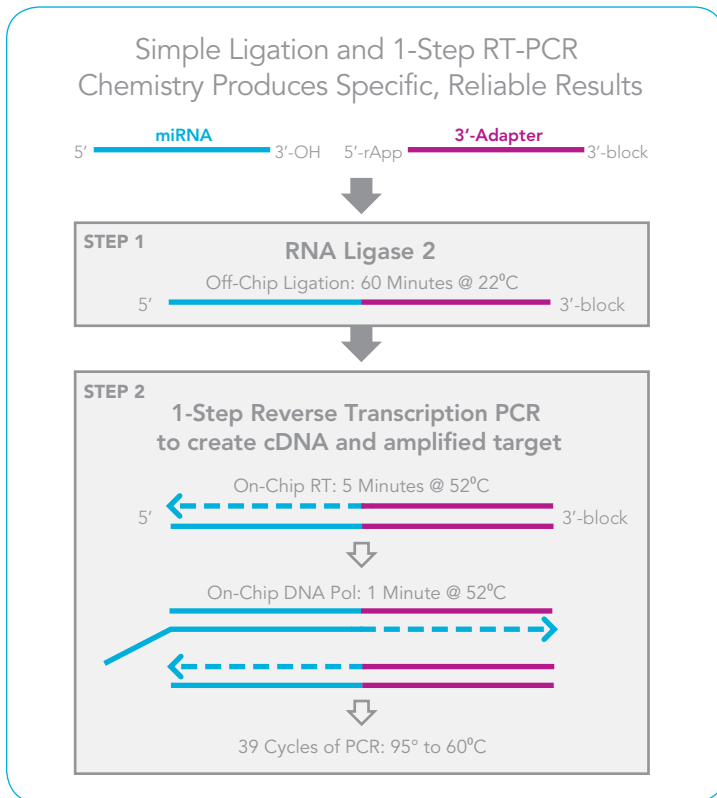 Simple Ligation and 1-Step RT-PCR
Chemistry Produces Specific, Reliable Results
miRNA
3’-Adapter
5’ 3’-OH 5’-rApp 3’-block
STEP 1
RNA Ligase 2
Off-Chip Ligation: 60 Minutes @ 22⁰C
5’ 3’-block
STEP 2
1-Step Reverse Transcription PCR
to create cDNA and amplified target
On-Chip RT: 5 Minutes @ 52⁰C
5’ 3’-block
On-Chip DNA Pol: 1 Minute @ 52⁰C
39 Cycles of PCR: 95° to 60⁰C